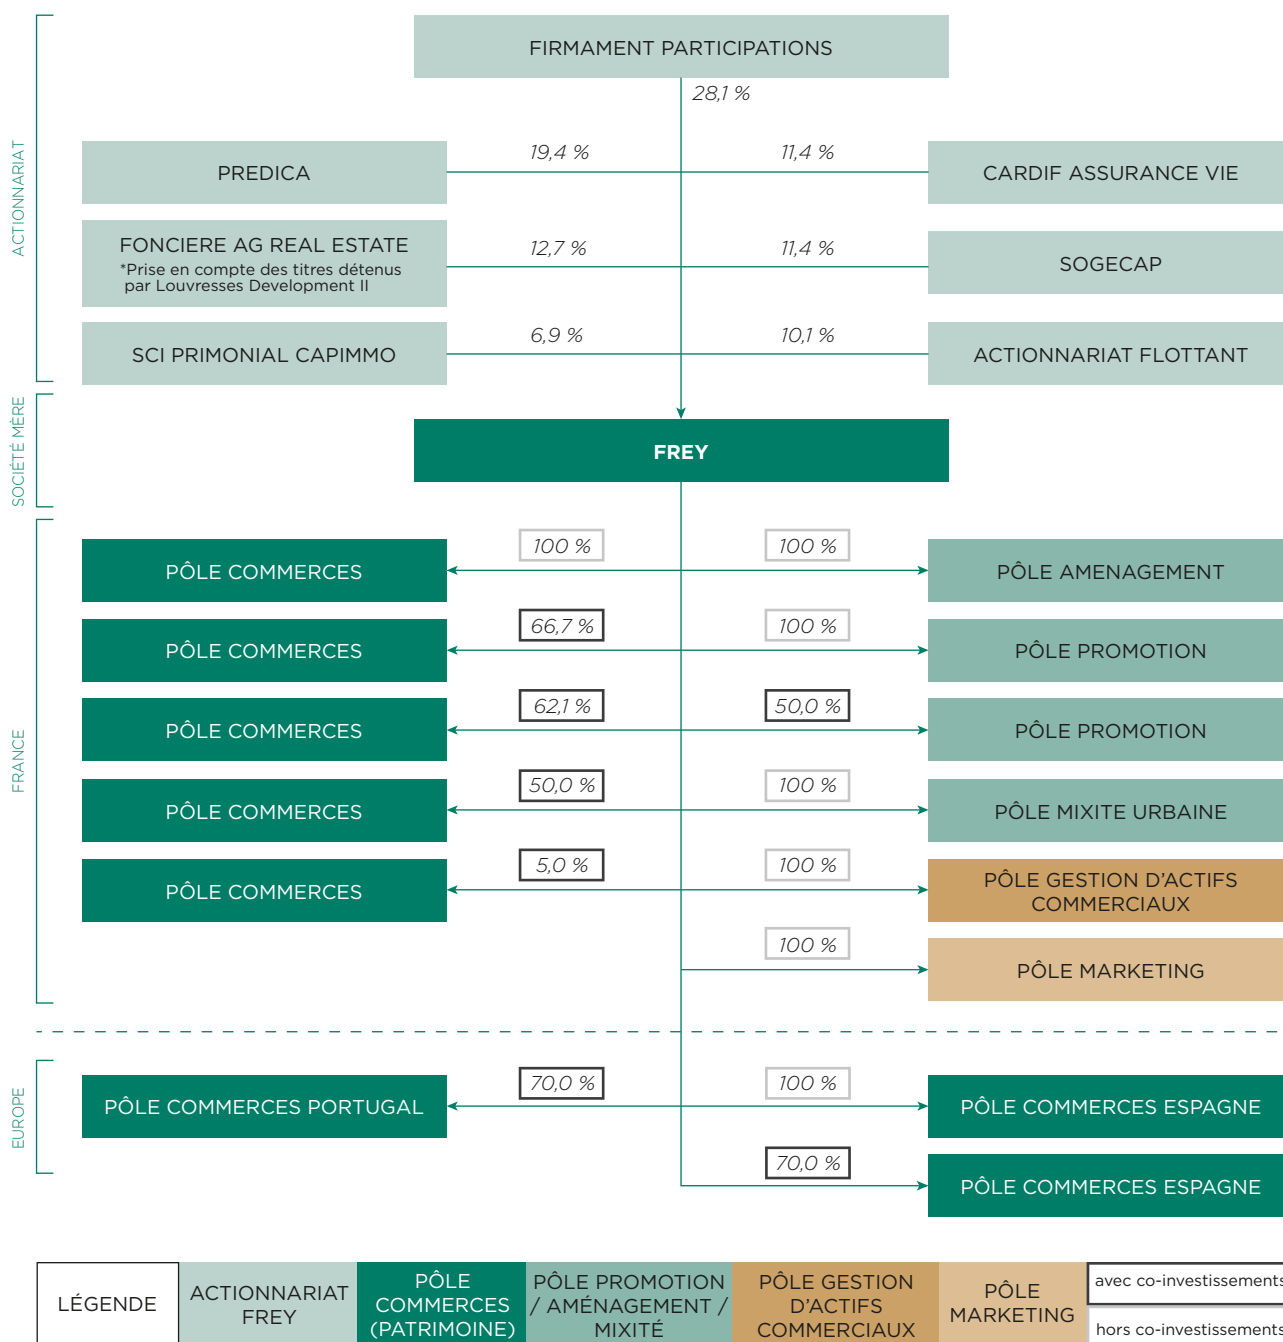 FIRMAMENT PARTICIPATIONS
28,1 %
ACTIONNARIAT
PREDICA
19,4 %
11,4 %
CARDIF ASSURANCE VIE
FONCIERE AG REAL ESTATE
*Prise en compte des titres détenus
par Louvresses Development II
12,7 %
11,4 %
SOGECAP
SCI PRIMONIAL CAPIMMO
6,9 %
10,1 %
ACTIONNARIAT FLOTTANT
SOCIÉTÉ MÈRE
FREY
FRANCE
PÔLE COMMERCES
100 %
100 %
PÔLE AMENAGEMENT
PÔLE COMMERCES
66,7 %
100 %
PÔLE PROMOTION
PÔLE COMMERCES
62,1 %
50,0 %
PÔLE PROMOTION
PÔLE COMMERCES
50,0 %
100 %
PÔLE MIXITE URBAINE
PÔLE COMMERCES
5,0 %
100 %
PÔLE GESTION D'ACTIFS
COMMERCIAUX
100 %
PÔLE MARKETING
EUROPE
PÔLE COMMERCES PORTUGAL
70,0 %
100 %
PÔLE COMMERCES ESPAGNE
70,0 %
PÔLE COMMERCES ESPAGNE
LÉGENDE
ACTIONNARIAT
FREY
PÔLE
COMMERCES
(PATRIMOINE)
PÔLE PROMOTION
/ AMÉNAGEMENT /
MIXITÉ
PÔLE GESTION
D'ACTIFS
COMMERCIAUX
PÔLE
MARKETING
avec co-investissements
hors co-investissements